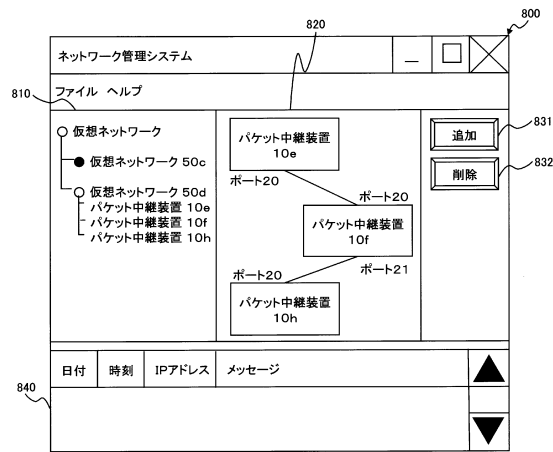 800
820
ネットワーク管理システム
810
ファイル ヘルプ
仮想ネットワーク
仮想ネットワーク 50c
仮想ネットワーク 50d
パケット中継装置 10e
パケット中継装置 10f
パケット中継装置 10h
パケット中継装置
10e
ポート20
ポート20
パケット中継装置
10f
ポート21
ポート20
パケット中継装置
10h
追加
831
削除
832
日付 時刻 IPアドレス メッセージ
840